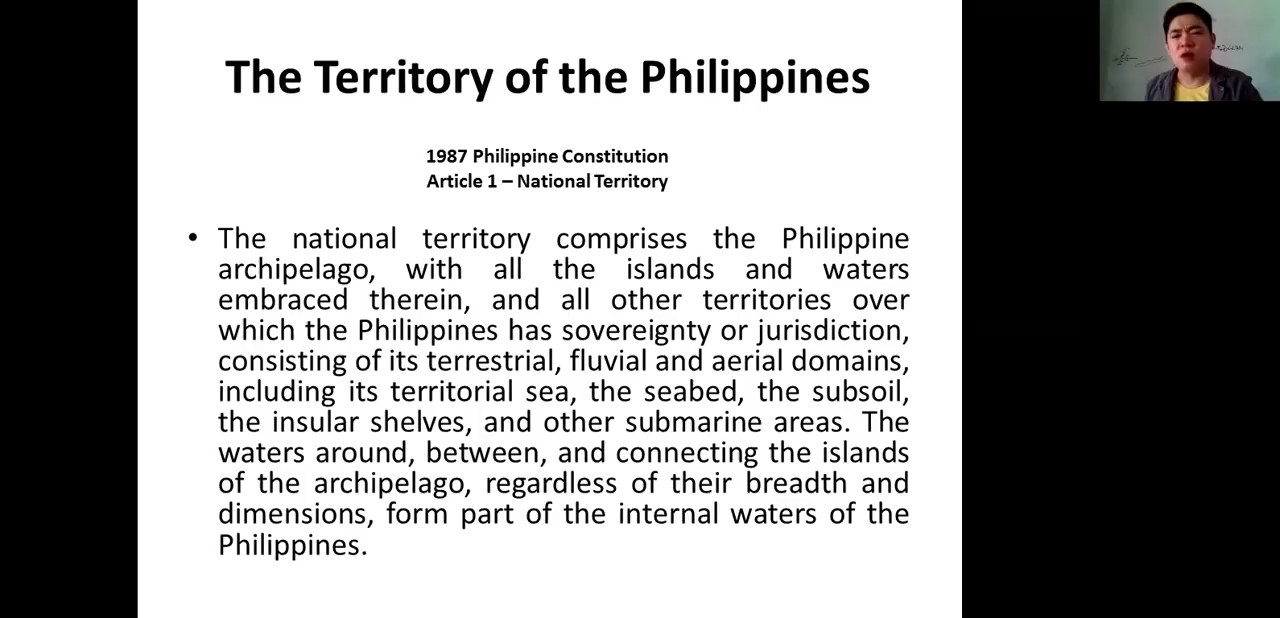 The Territory of the Philippines
1987 Philippine Constitution
Article 1 – National Territory
• The national territory comprises the Philippine
archipelago, with all the islands and waters
embraced therein, and all other territories over
which the Philippines has sovereignty or jurisdiction,
consisting of its terrestrial, fluvial and aerial domains,
including its territorial sea, the seabed, the subsoil,
the insular shelves, and other submarine areas. The
waters around, between, and connecting the islands
of the archipelago, regardless of their breadth and
dimensions, form part of the internal waters of the
Philippines.